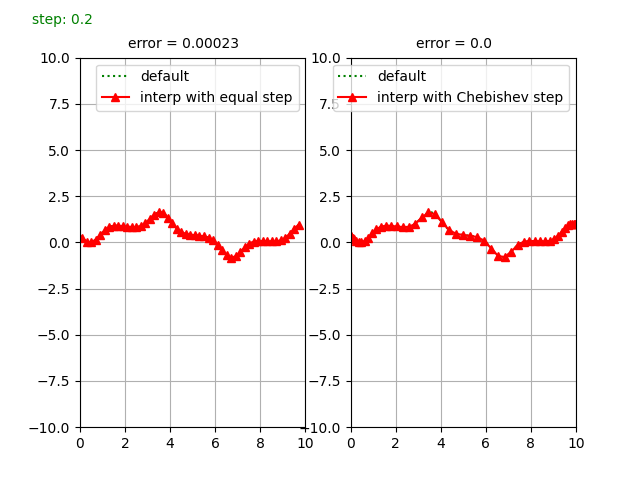 step: 0.2
error = 0.00023
error = 0.0
default
interp with equal step
default
interp with Chebishev step
10.0
7.5
5.0
2.5
0.0
−2.5
−5.0
−7.5
−10.0
0 2 4 6 8 10
10.0
7.5
5.0
2.5
0.0
−2.5
−5.0
−7.5
−10.0
0 2 4 6 8 10